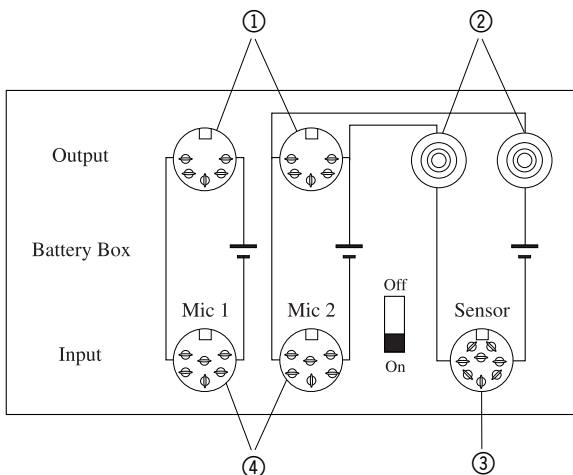 ① ②
Output
Battery Box
Off
Mic 1 Mic 2 Sensor
Input
On
④ ③